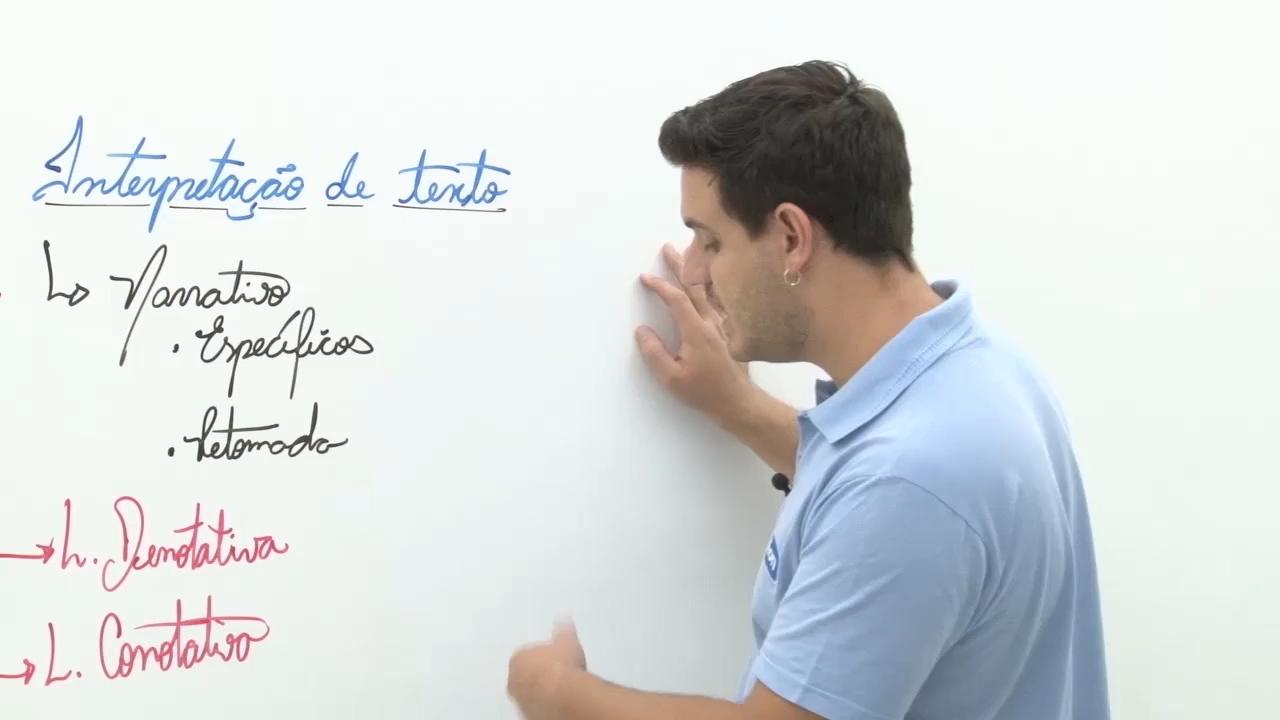 Interpretação de texto
↳ Narrativo
• Específicos
• Retomada
→ L. Denotativa
→ L. Conotativa